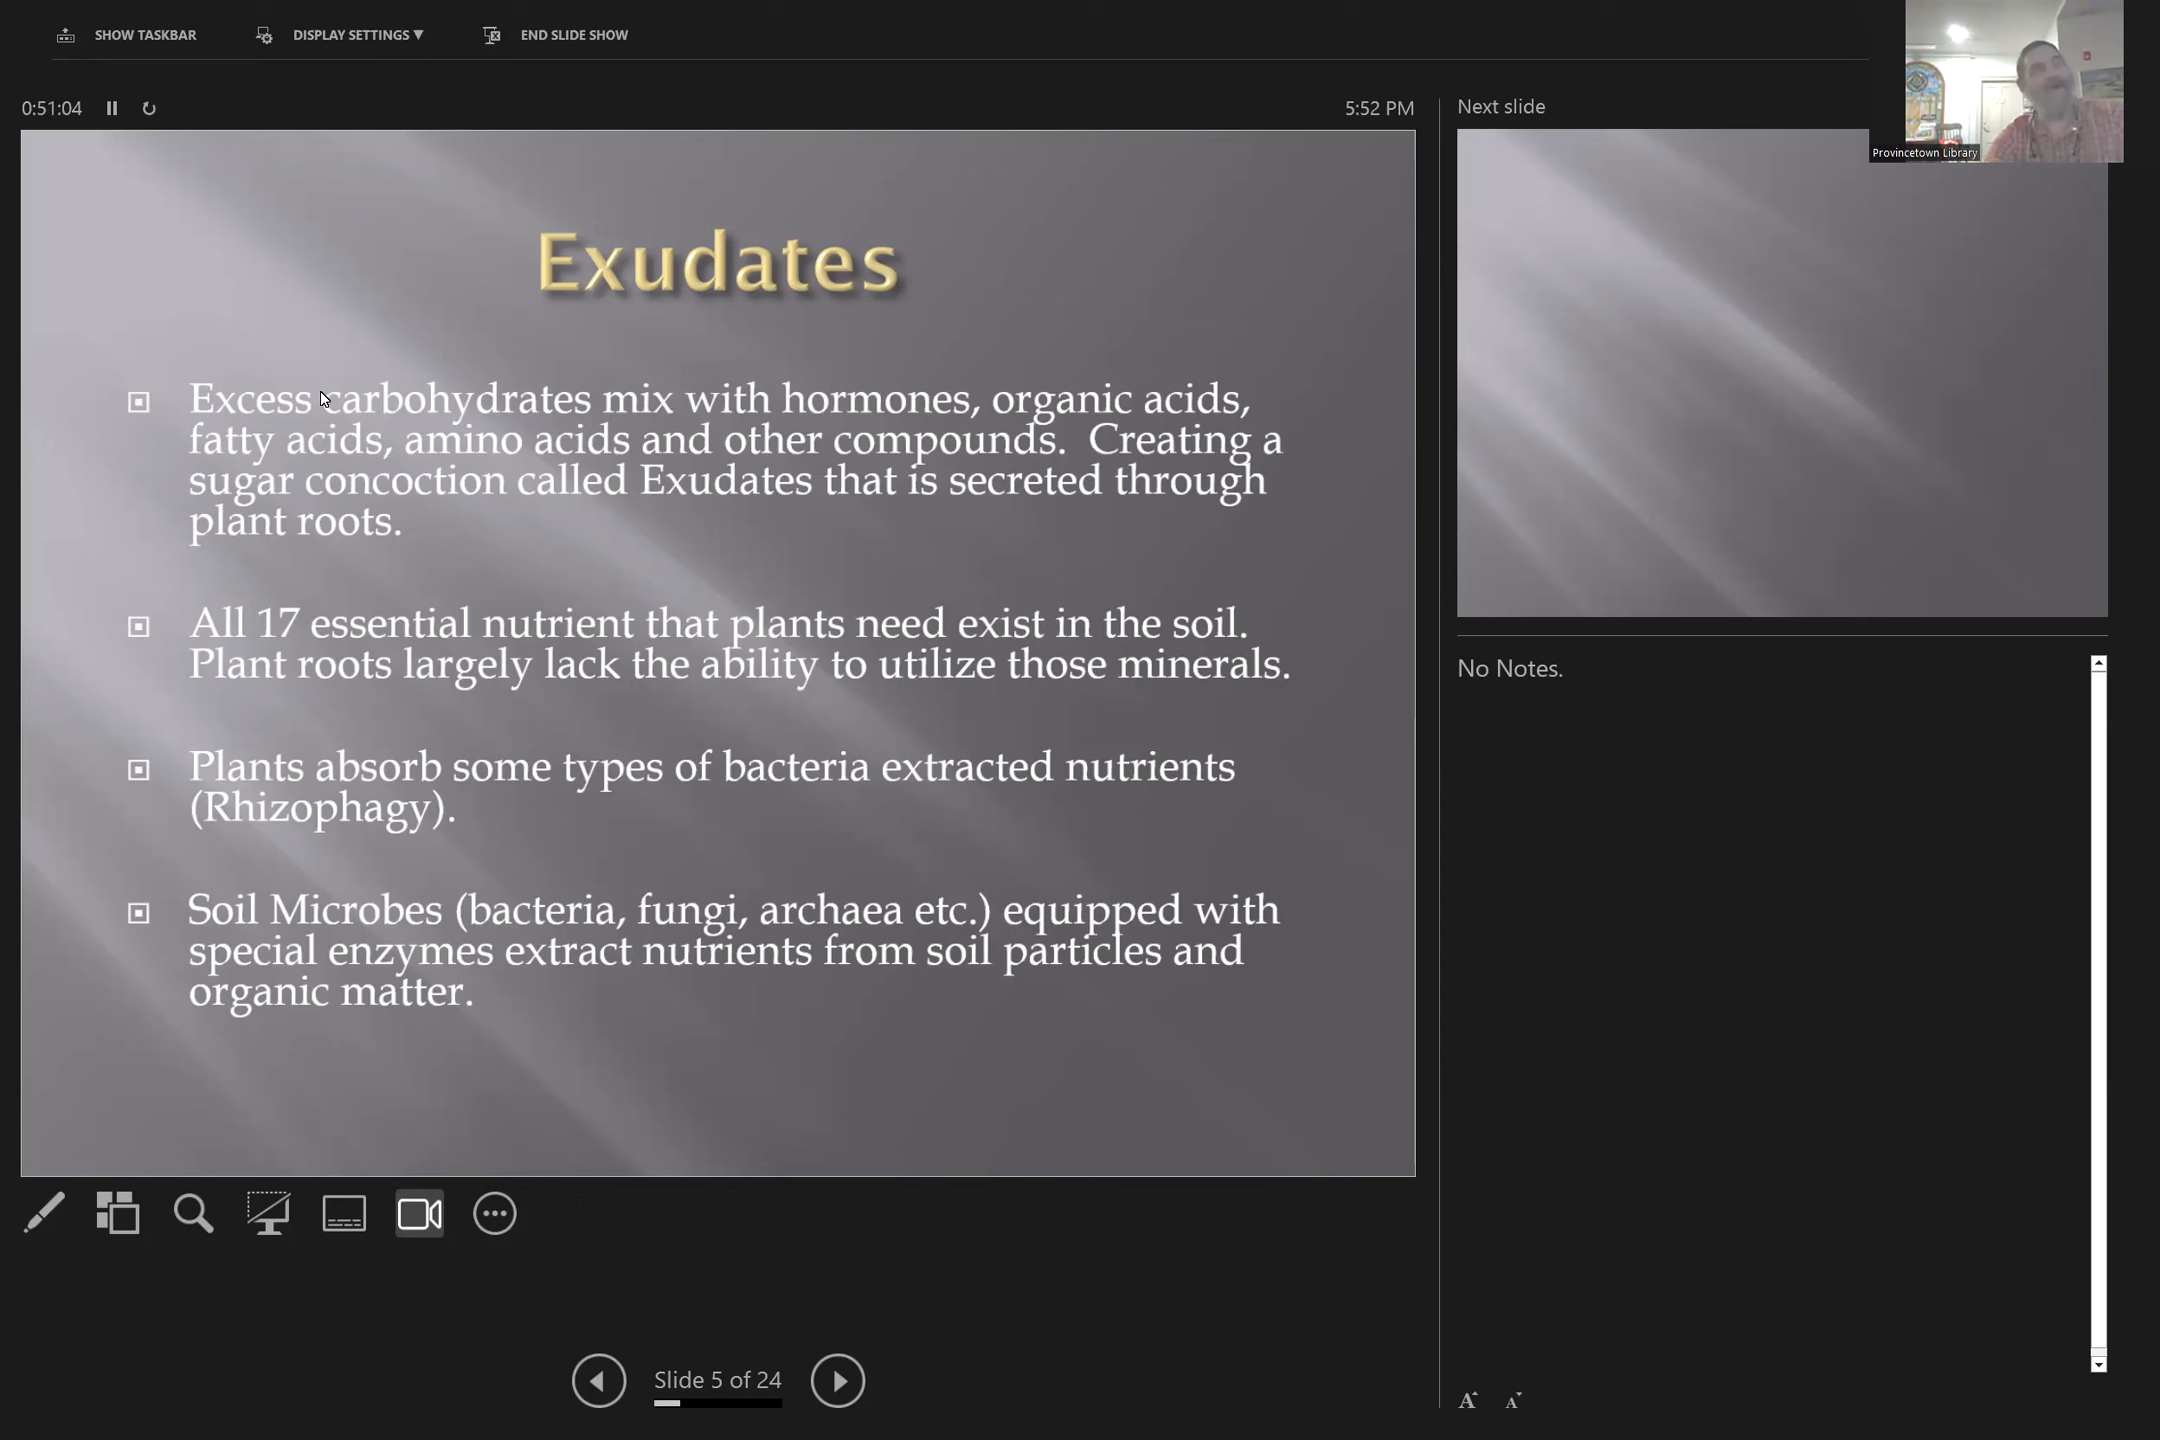 SHOW TASKBAR
DISPLAY SETTINGS ▼
END SLIDE SHOW
0:51:04
5:52 PM
Next slide
Provincetown Library
Exudates
Excess carbohydrates mix with hormones, organic acids,
fatty acids, amino acids and other compounds.  Creating a
sugar concoction called Exudates that is secreted through
plant roots.
All 17 essential nutrient that plants need exist in the soil.
Plant roots largely lack the ability to utilize those minerals.
Plants absorb some types of bacteria extracted nutrients
(Rhizophagy).
Soil Microbes (bacteria, fungi, archaea etc.) equipped with
special enzymes extract nutrients from soil particles and
organic matter.
No Notes.
Slide 5 of 24
A A